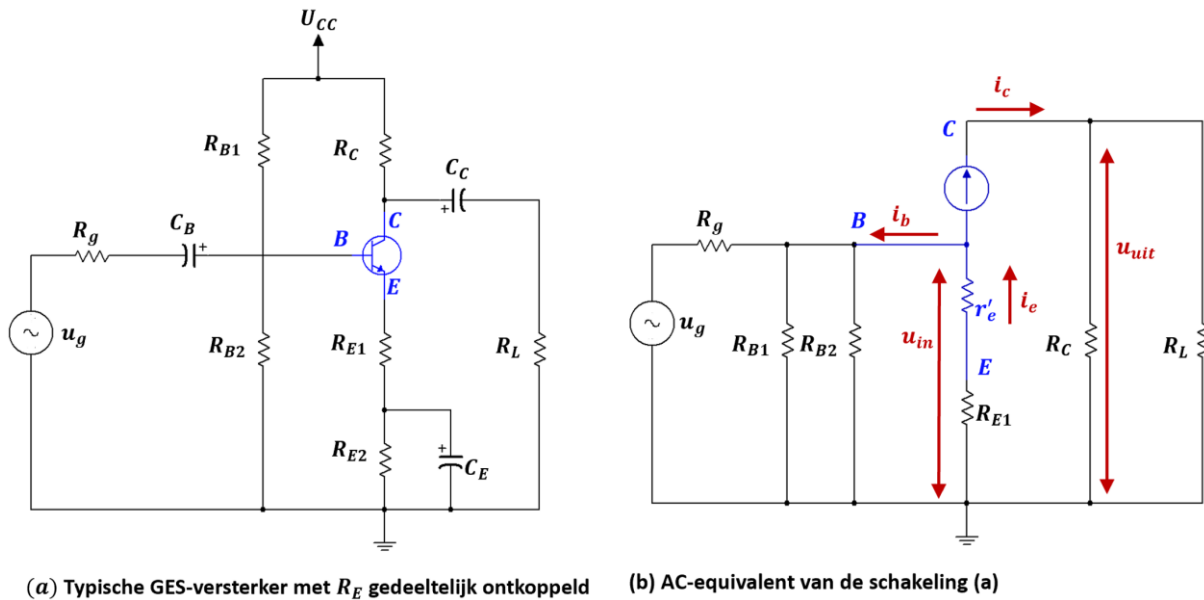 U_CC
R_B1
R_C
C_C
+
R_g
C_B
+
B
C
E
u_g
R_B2
R_E1
R_L
R_E2
+
C_E
(a) Typische GES-versterker met R_E gedeeltelijk ontkoppeld
i_c
C
R_g
B
i_b
u_uit
r'_e
i_e
u_g
R_B1
R_B2
u_in
E
R_C
R_L
R_E1
(b) AC-equivalent van de schakeling (a)